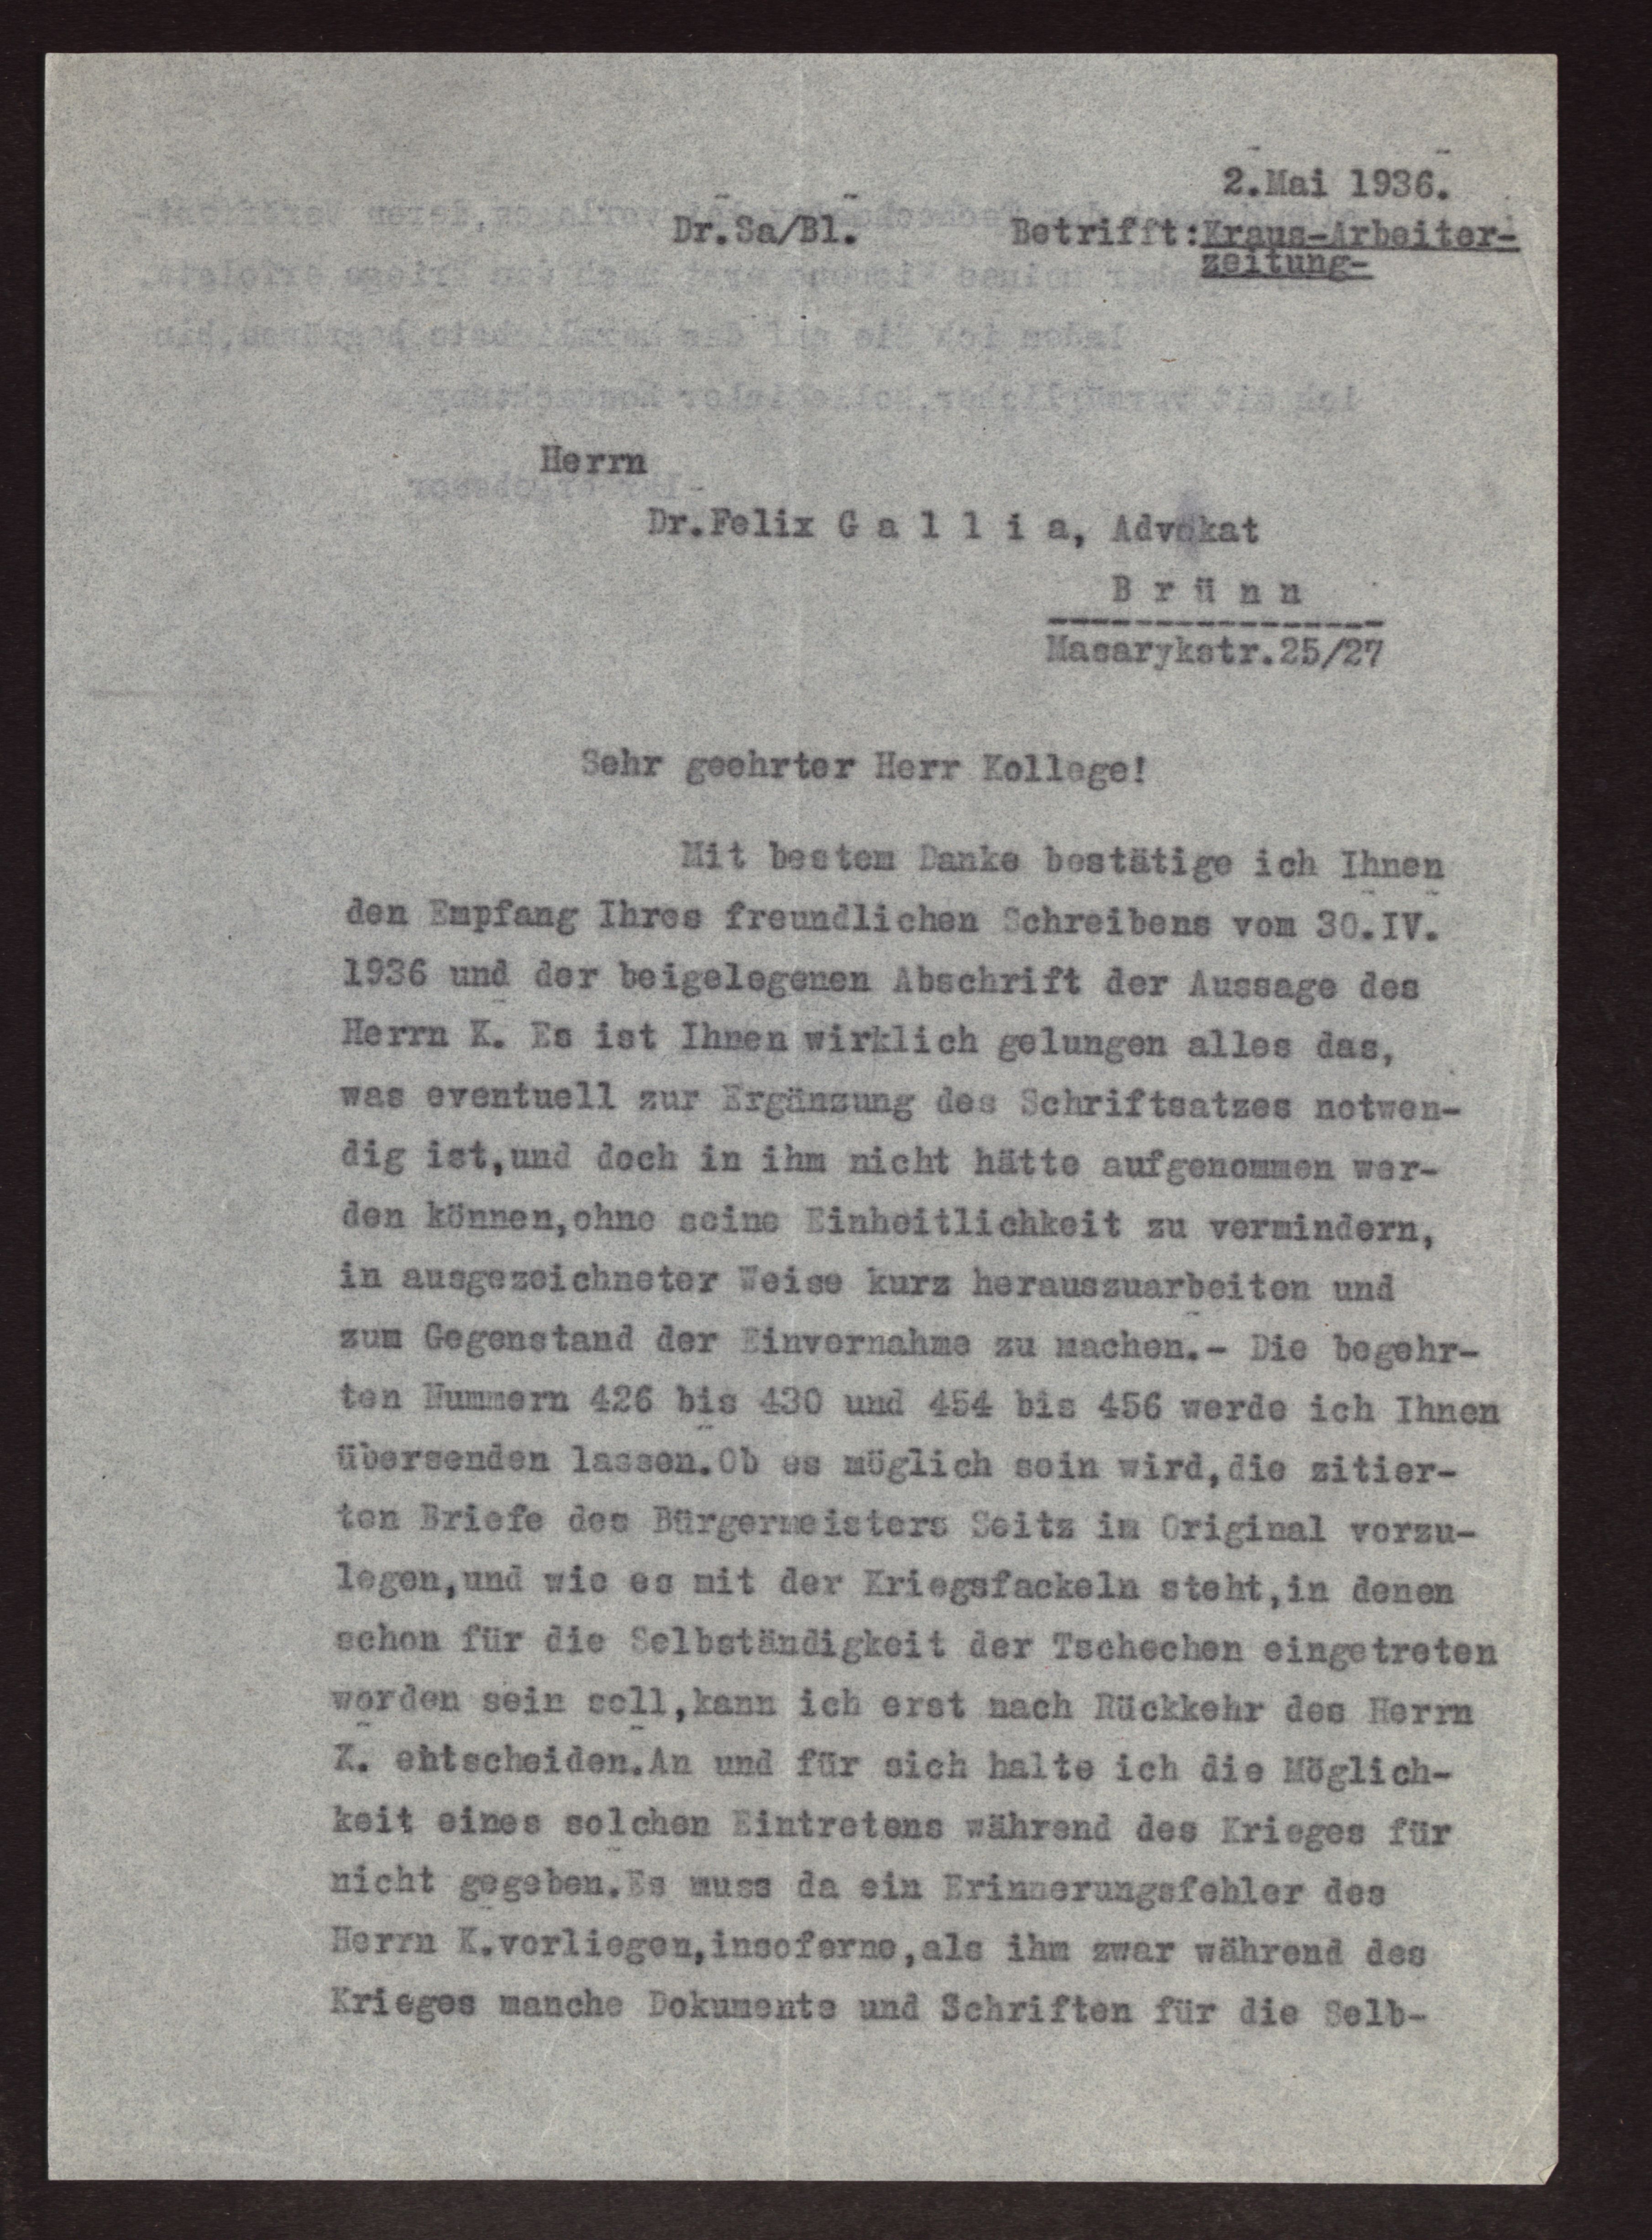 2.Mai 1936.
Dr.Sa/Bl. Betrifft:Kraus-Arbeiter-
zeitung-
Herrn
Dr.Felix G a l l i a, Advokat
B r ü n n
Masarykstr.25/27
Sehr geehrter Herr Kollege!
Mit bestem Danke bestätige ich Ihnen
den Empfang Ihres freundlichen Schreibens vom 30.IV.
1936 und der beigelegenen Abschrift der Aussage des
Herrn K. Es ist Ihnen wirklich gelungen alles das,
was eventuell zur Ergänzung des Schriftsatzes notwen-
dig ist,und doch in ihm nicht hätte aufgenommen wer-
den können,ohne seine Einheitlichkeit zu vermindern,
in ausgezeichneter Weise kurz herauszuarbeiten und
zum Gegenstand der Einvernahme zu machen.- Die begehr-
ten Nummern 426 bis 430 und 454 bis 456 werde ich Ihnen
übersenden lassen.Ob es möglich sein wird,die zitier-
ten Briefe des Bürgermeisters Seitz im Original vorzu-
legen,und wie es mit der Kriegsfackeln steht,in denen
schon für die Selbständigkeit der Tschechen eingetreten
worden sein soll,kann ich erst nach Rückkehr des Herrn
K. entscheiden.An und für sich halte ich die Möglich-
keit eines solchen Eintretens während des Krieges für
nicht gegeben.Es muss da ein Erinnerungsfehler des
Herrn K.vorliegen,insoferne,als ihm zwar während des
Krieges manche Dokumente und Schriften für die Selb-